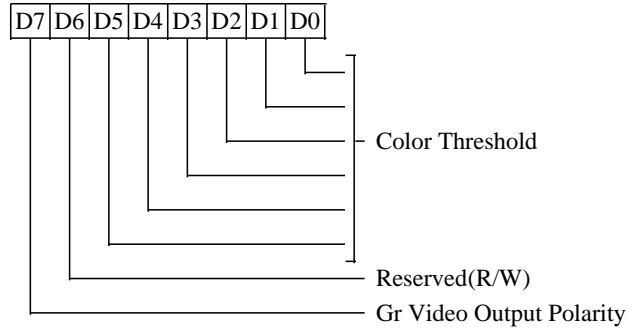 D7 D6 D5 D4 D3 D2 D1 D0
Color Threshold
Reserved(R/W)
Gr Video Output Polarity